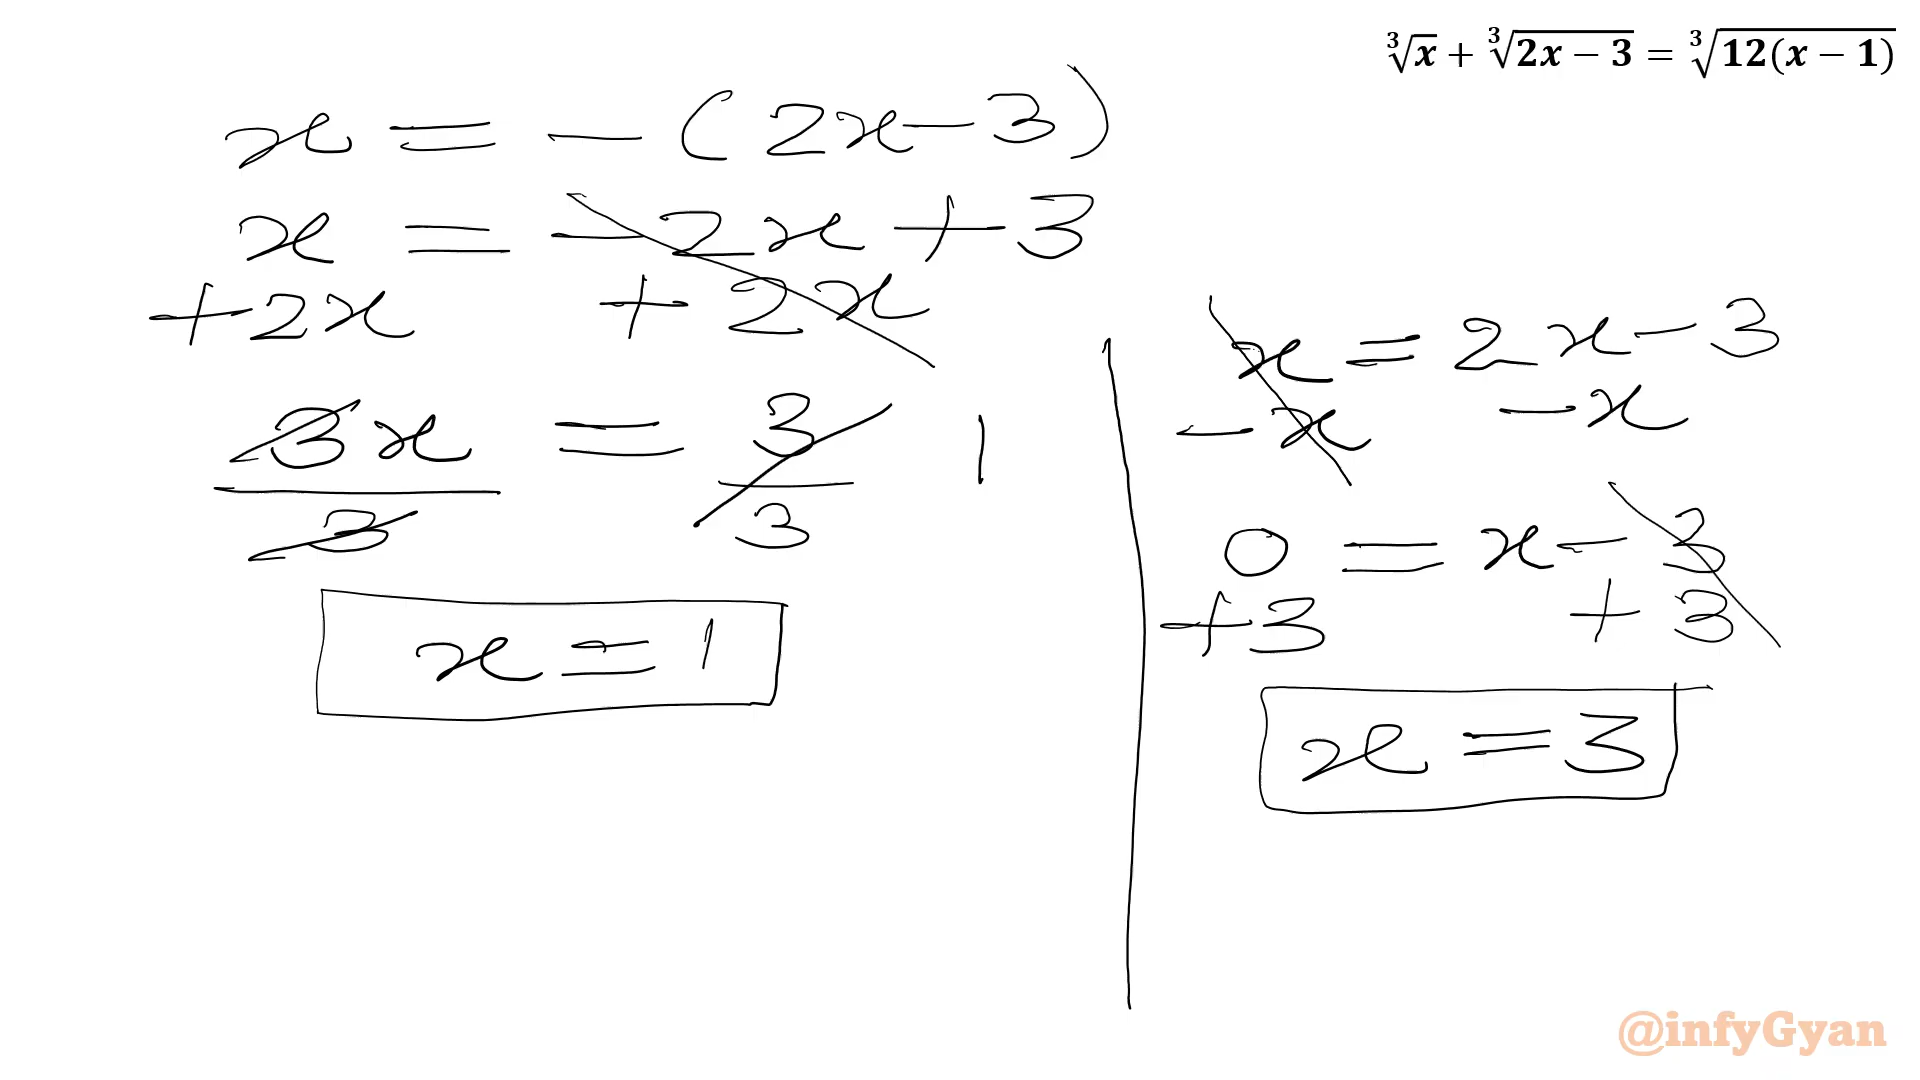 ∛x + ∛(2x − 3) = ∛(12(x − 1))
x = − (2x − 3)
x = − 2x + 3
+2x + 2x
3x = 3 1
3 3
x = 1
x = 2x − 3
−x −x
0 = x − 3
+3 + 3
x = 3
@infyGyan